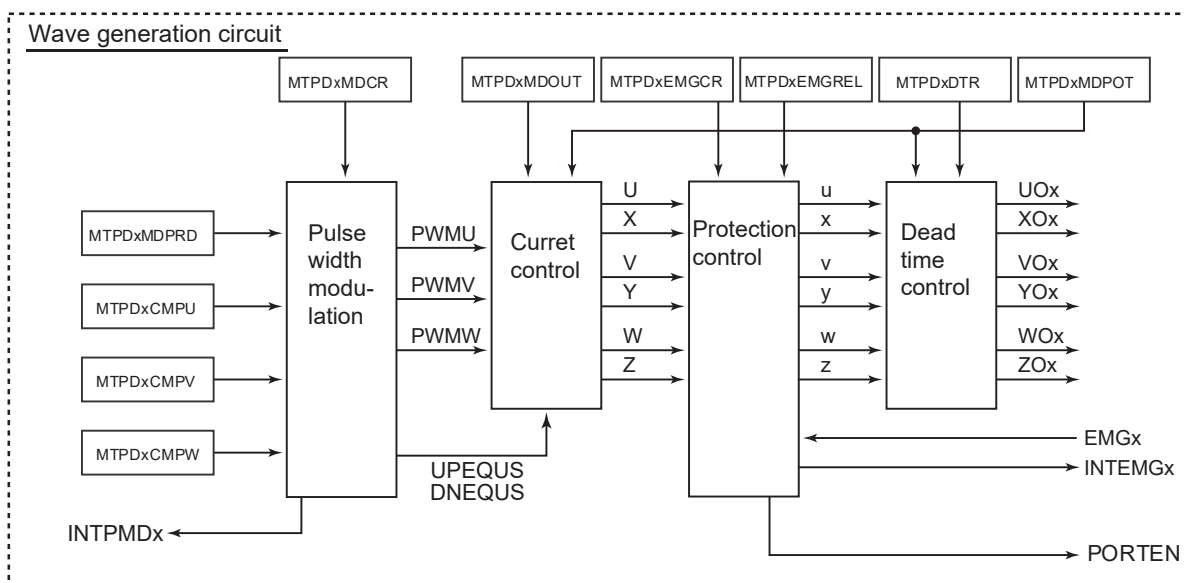 Wave generation circuit
MTPDxMDCR
MTPDxMDOUT
MTPDxEMGCR
MTPDxEMGREL
MTPDxDTR
MTPDxMDPOT
MTPDxMDPRD
MTPDxCMPU
MTPDxCMPV
MTPDxCMPW
Pulse
width
modu-
lation
PWMU
PWMV
PWMW
UPEQUS
DNEQUS
INTPMDx
Curret
control
U
X
V
Y
W
Z
Protection
control
u
x
v
y
w
z
Dead
time
control
UOx
XOx
VOx
YOx
WOx
ZOx
EMGx
INTEMGx
PORTEN